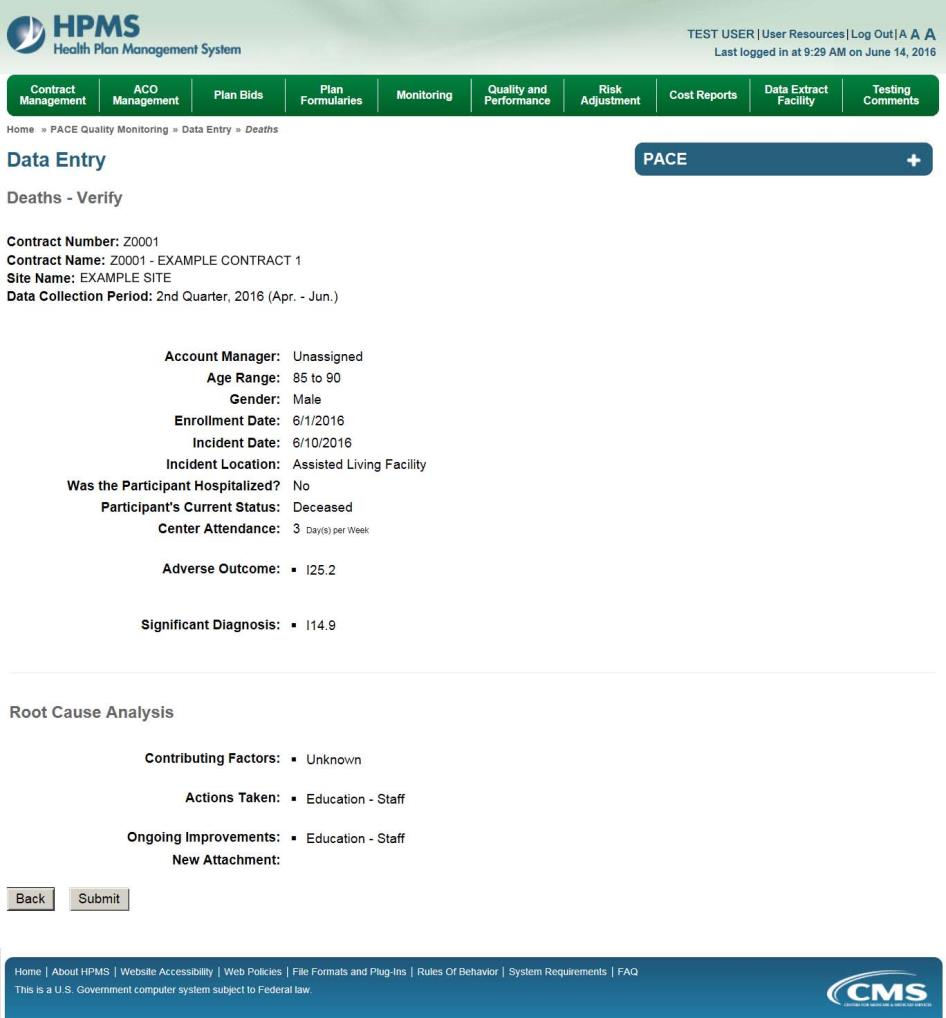 HPMS
Health Plan Management System
TEST USER | User Resources | Log Out | A A A
Last logged in at 9:29 AM on June 14, 2016
Contract Management
ACO Management
Plan Bids
Plan Formularies
Monitoring
Quality and Performance
Risk Adjustment
Cost Reports
Data Extract Facility
Testing Comments
Home » PACE Quality Monitoring » Data Entry » Deaths
Data Entry
PACE +
Deaths - Verify
Contract Number: Z0001
Contract Name: Z0001 - EXAMPLE CONTRACT 1
Site Name: EXAMPLE SITE
Data Collection Period: 2nd Quarter, 2016 (Apr. - Jun.)
Account Manager: Unassigned
Age Range: 85 to 90
Gender: Male
Enrollment Date: 6/1/2016
Incident Date: 6/10/2016
Incident Location: Assisted Living Facility
Was the Participant Hospitalized? No
Participant's Current Status: Deceased
Center Attendance: 3 Day(s) per Week
Adverse Outcome: ▪ I25.2
Significant Diagnosis: ▪ I14.9
Root Cause Analysis
Contributing Factors: ▪ Unknown
Actions Taken: ▪ Education - Staff
Ongoing Improvements: ▪ Education - Staff
New Attachment:
Back Submit
Home | About HPMS | Website Accessibility | Web Policies | File Formats and Plug-Ins | Rules Of Behavior | System Requirements | FAQ
This is a U.S. Government computer system subject to Federal law.
CMS
CENTERS FOR MEDICARE & MEDICAID SERVICES